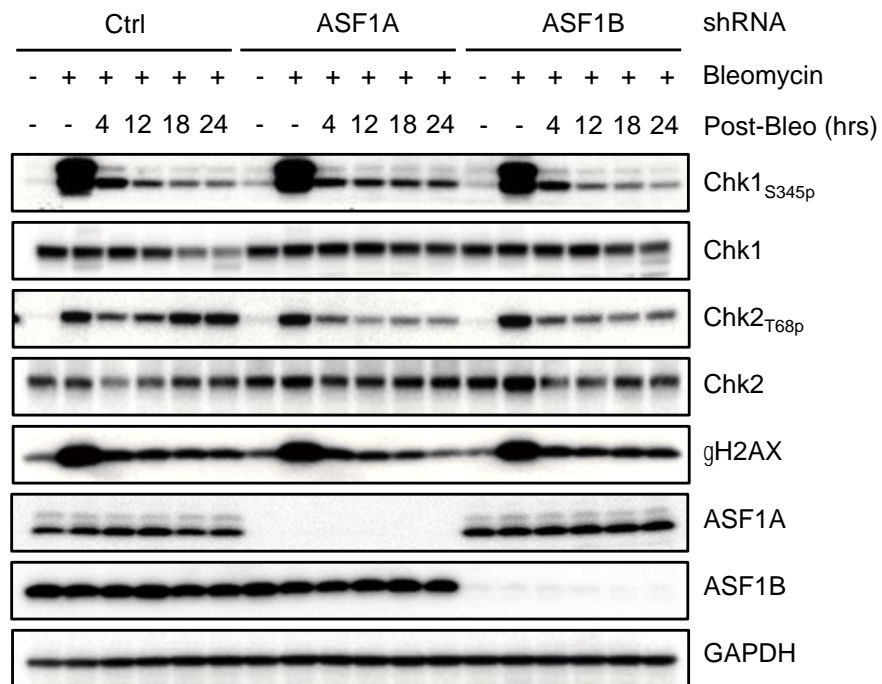 Ctrl ASF1A ASF1B shRNA
- + + + + + - + + + + + - + + + + + Bleomycin
- - 4 12 18 24 - - 4 12 18 24 - - 4 12 18 24 Post-Bleo (hrs)
Chk1S345p
Chk1
Chk2T68p
Chk2
gH2AX
ASF1A
ASF1B
GAPDH